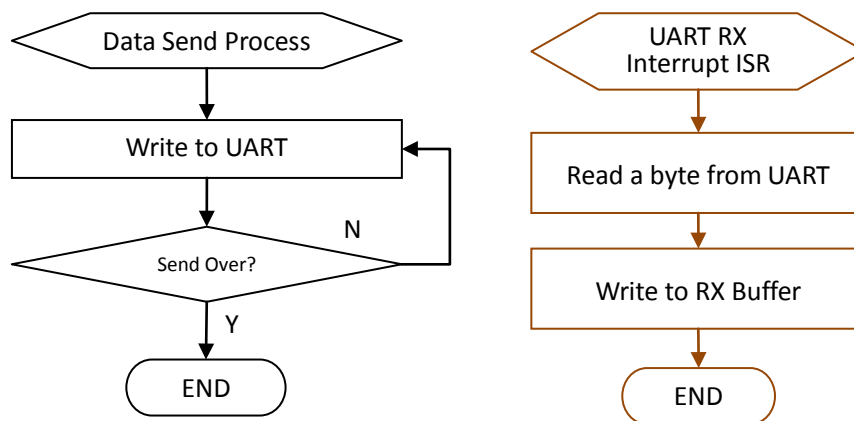 Data Send Process
Write to UART
N
Send Over?
Y
END
UART RX
Interrupt ISR
Read a byte from UART
Write to RX Buffer
END